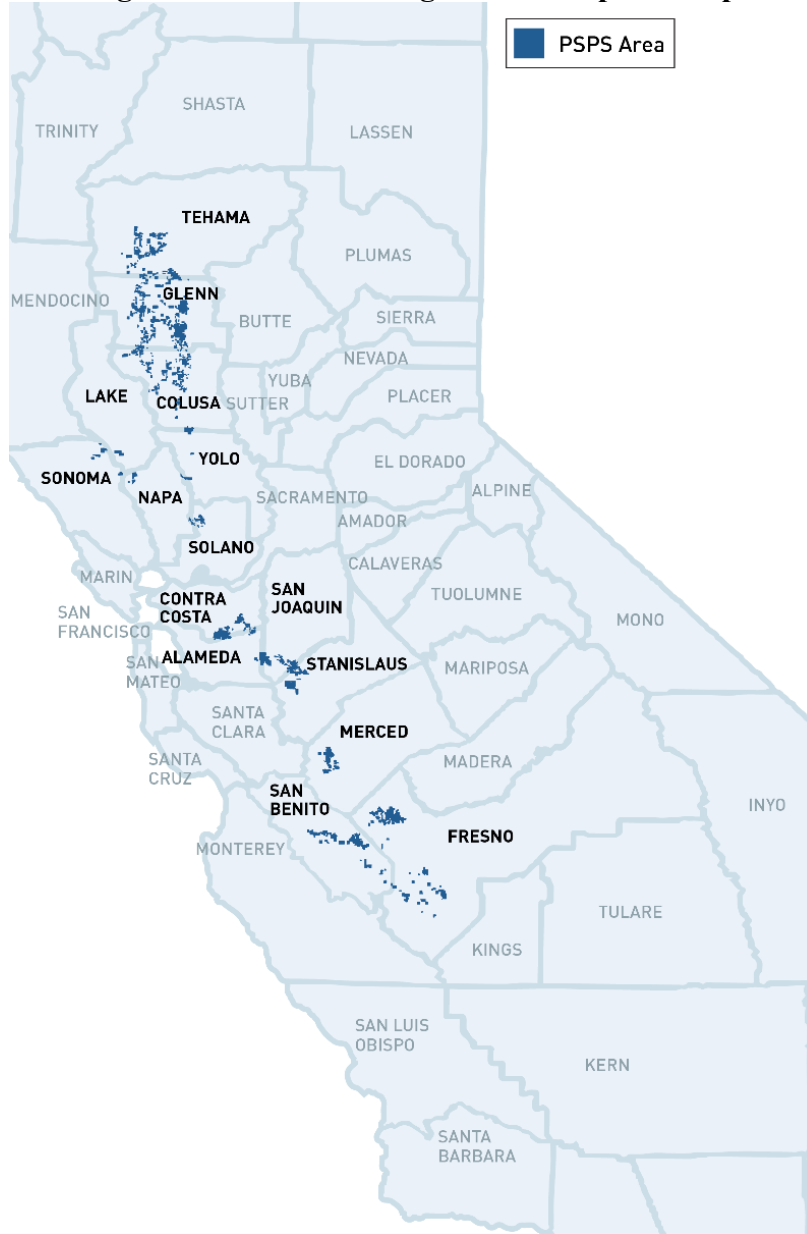 PSPS Area
SHASTA
TRINITY
LASSEN
TEHAMA
PLUMAS
GLENN
MENDOCINO
BUTTE
SIERRA
NEVADA
YUBA
PLACER
LAKE
COLUSA
SUTTER
YOLO
EL DORADO
SONOMA
NAPA
SACRAMENTO
ALPINE
AMADOR
SOLANO
CALAVERAS
MARIN
CONTRA
COSTA
SAN
JOAQUIN
TUOLUMNE
SAN
FRANCISCO
MONO
ALAMEDA
SAN
MATEO
STANISLAUS
MARIPOSA
SANTA
CLARA
MERCED
SANTA
CRUZ
MADERA
SAN
BENITO
INYO
MONTEREY
FRESNO
TULARE
KINGS
SAN LUIS
OBISPO
KERN
SANTA
BARBARA